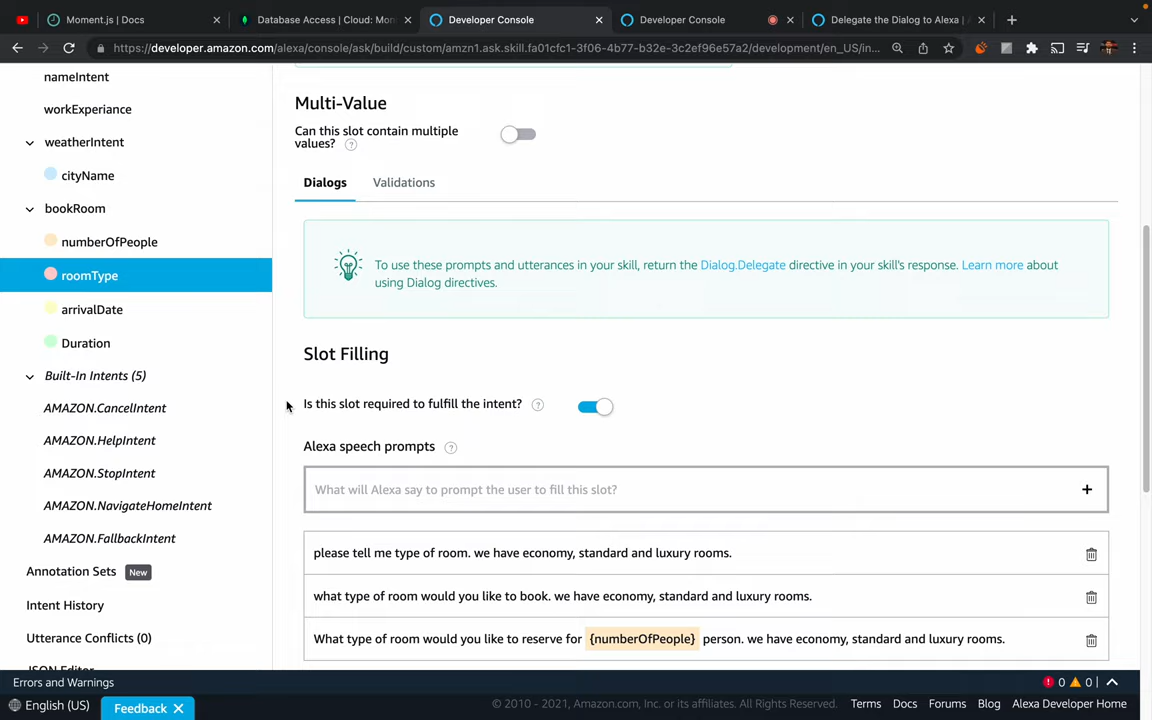 Moment.js | Docs
Database Access | Cloud: Mon
Developer Console
Developer Console
Delegate the Dialog to Alexa |
https://developer.amazon.com/alexa/console/ask/build/custom/amzn1.ask.skill.fa01cfc1-3f06-4b77-b32e-3c2ef96e57a2/development/en_US/in...
nameIntent
workExperiance
weatherIntent
cityName
bookRoom
numberOfPeople
roomType
arrivalDate
Duration
Built-In Intents (5)
AMAZON.CancelIntent
AMAZON.HelpIntent
AMAZON.StopIntent
AMAZON.NavigateHomeIntent
AMAZON.FallbackIntent
Annotation Sets New
Intent History
Utterance Conflicts (0)
JSON Editor
Multi-Value
Can this slot contain multiple
values? ?
Dialogs Validations
To use these prompts and utterances in your skill, return the Dialog.Delegate directive in your skill's response. Learn more about
using Dialog directives.
Slot Filling
Is this slot required to fulfill the intent? ?
Alexa speech prompts ?
What will Alexa say to prompt the user to fill this slot? +
please tell me type of room. we have economy, standard and luxury rooms.
what type of room would you like to book. we have economy, standard and luxury rooms.
What type of room would you like to reserve for {numberOfPeople} person. we have economy, standard and luxury rooms.
Errors and Warnings
0 0 |
English (US)
Feedback
© 2010 - 2021, Amazon.com, Inc. or its affiliates. All Rights Reserved.
Terms Docs Forums Blog Alexa Developer Home